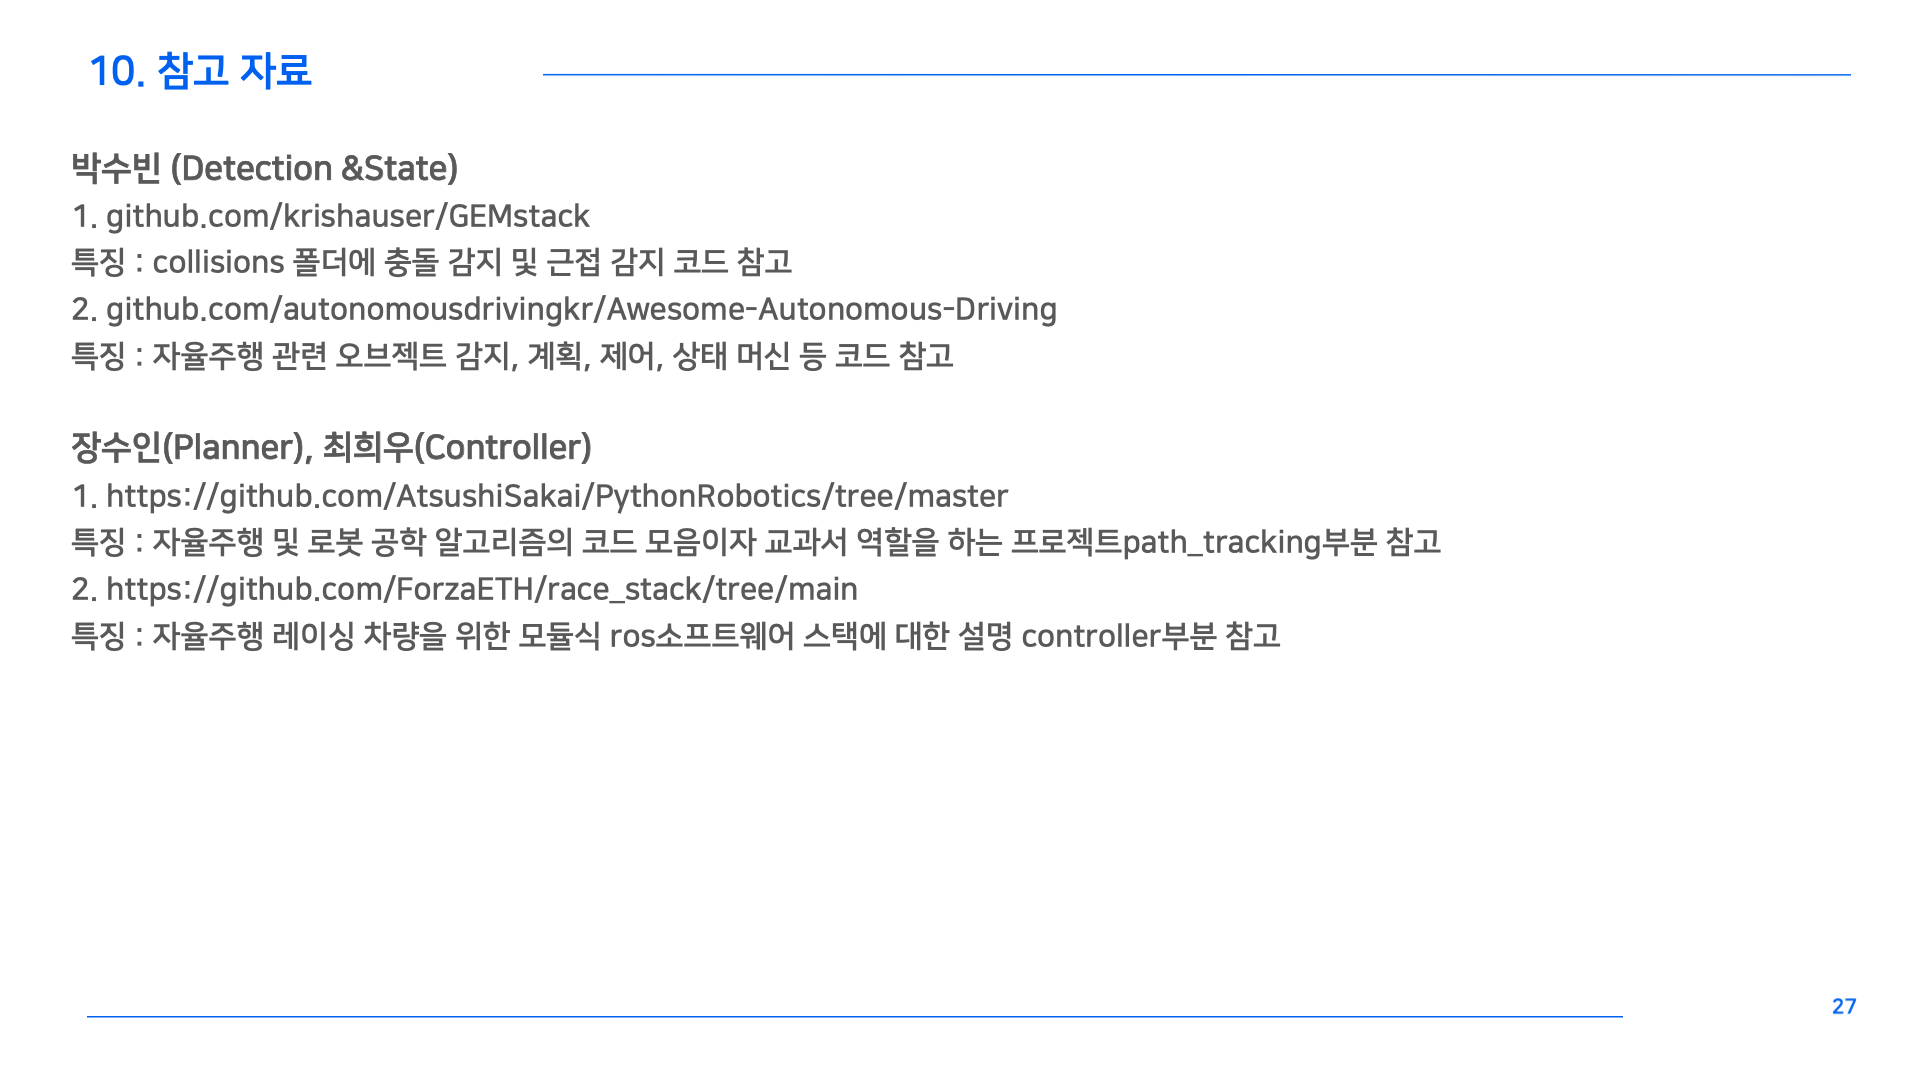 10. 참고 자료
박수빈 (Detection &State)
1. github.com/krishauser/GEMstack
특징 : collisions 폴더에 충돌 감지 및 근접 감지 코드 참고
2. github.com/autonomousdrivingkr/Awesome-Autonomous-Driving
특징 : 자율주행 관련 오브젝트 감지, 계획, 제어, 상태 머신 등 코드 참고
장수인(Planner), 최희우(Controller)
1. https://github.com/AtsushiSakai/PythonRobotics/tree/master
특징 : 자율주행 및 로봇 공학 알고리즘의 코드 모음이자 교과서 역할을 하는 프로젝트path_tracking부분 참고
2. https://github.com/ForzaETH/race_stack/tree/main
특징 : 자율주행 레이싱 차량을 위한 모듈식 ros소프트웨어 스택에 대한 설명 controller부분 참고
27